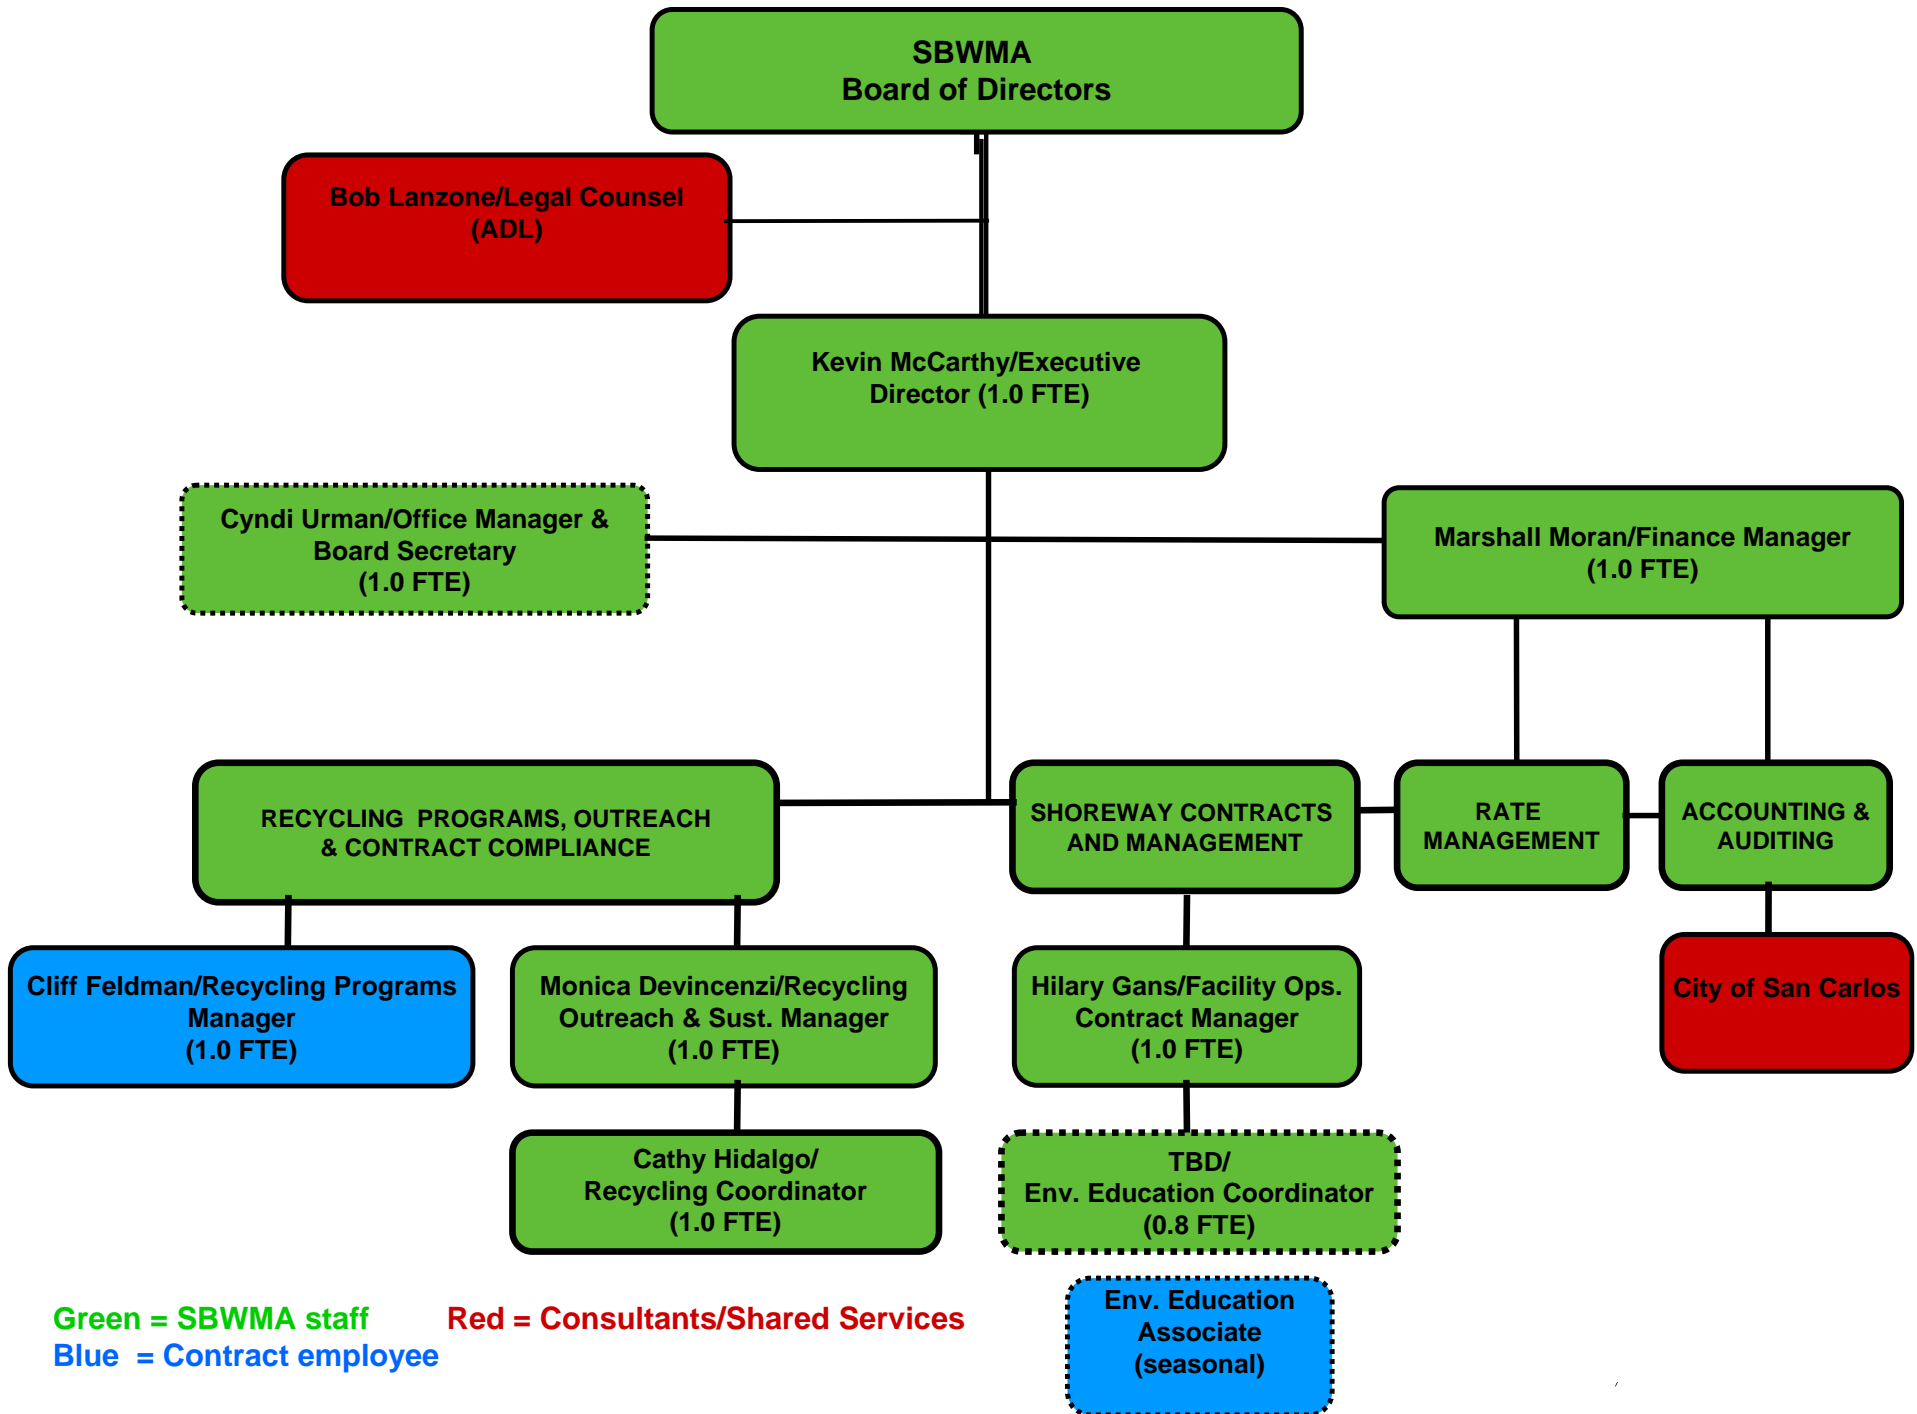 SBWMA
Board of Directors
Bob Lanzone/Legal Counsel
(ADL)
Kevin McCarthy/Executive
Director (1.0 FTE)
Cyndi Urman/Office Manager &
Board Secretary
(1.0 FTE)
Marshall Moran/Finance Manager
(1.0 FTE)
RECYCLING PROGRAMS, OUTREACH
& CONTRACT COMPLIANCE
SHOREWAY CONTRACTS
AND MANAGEMENT
RATE
MANAGEMENT
ACCOUNTING &
AUDITING
Cliff Feldman/Recycling Programs
Manager
(1.0 FTE)
Monica Devincenzi/Recycling
Outreach & Sust. Manager
(1.0 FTE)
Hilary Gans/Facility Ops.
Contract Manager
(1.0 FTE)
City of San Carlos
Cathy Hidalgo/
Recycling Coordinator
(1.0 FTE)
TBD/
Env. Education Coordinator
(0.8 FTE)
Env. Education
Associate
(seasonal)
Green = SBWMA staff
Red = Consultants/Shared Services
Blue = Contract employee